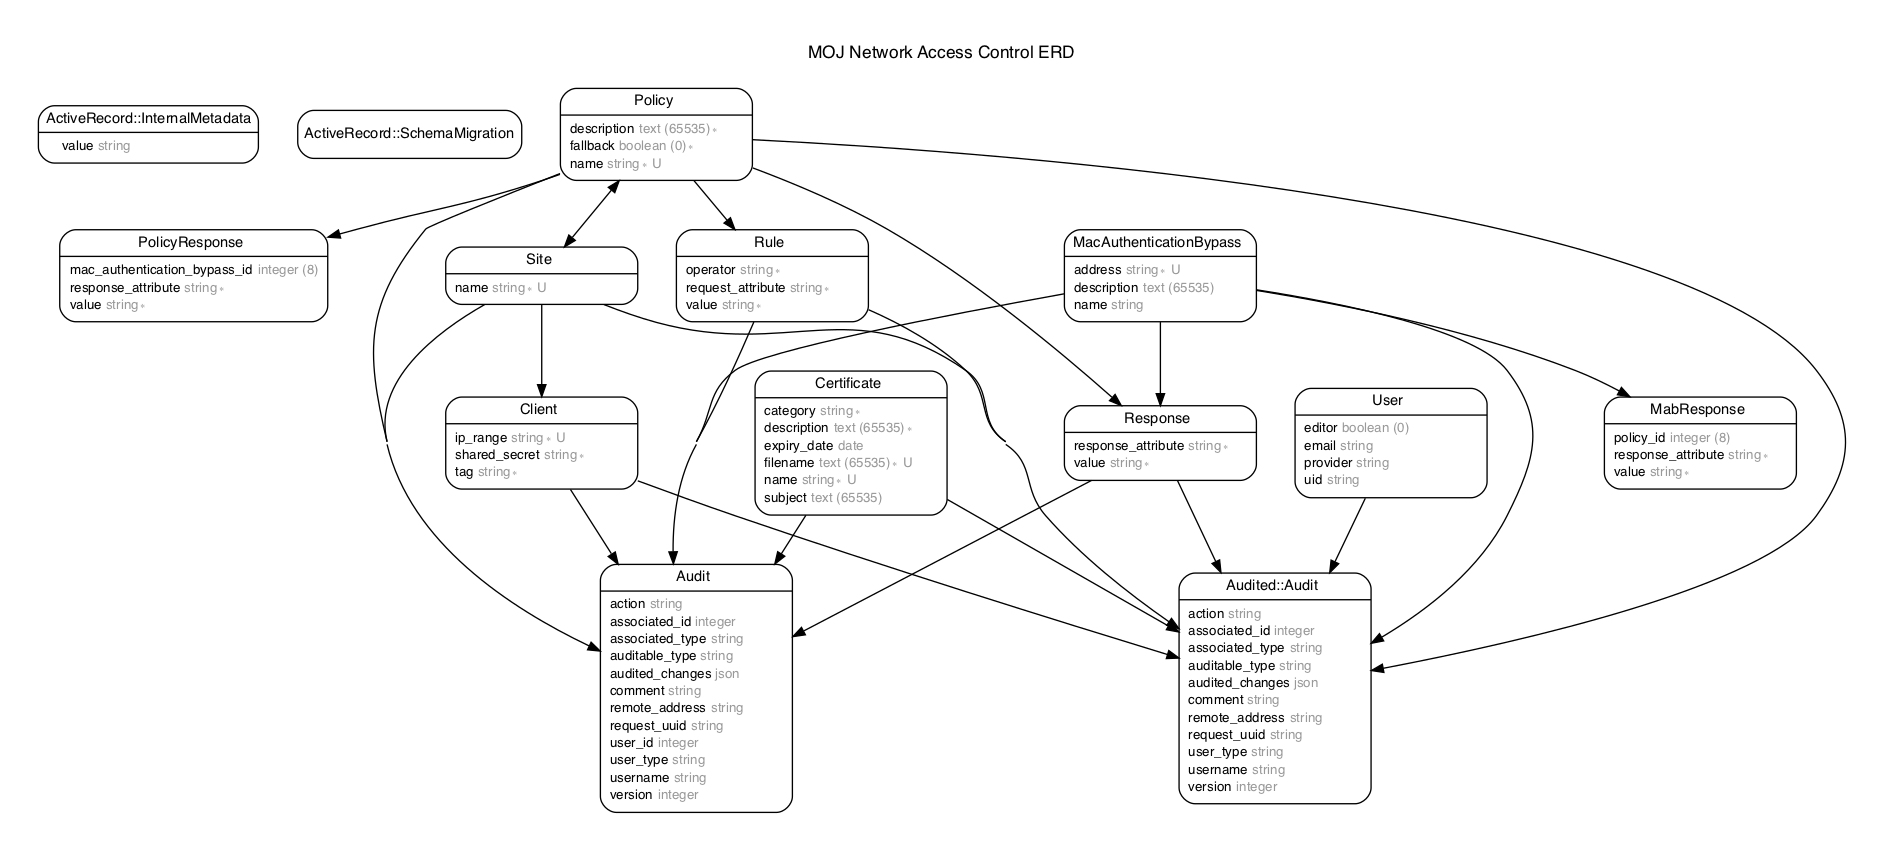 MOJ Network Access Control ERD
ActiveRecord::InternalMetadata
value string
ActiveRecord::SchemaMigration
Policy
description text (65535) *
fallback boolean (0) *
name string * U
PolicyResponse
mac_authentication_bypass_id integer (8)
response_attribute string *
value string *
Site
name string * U
Rule
operator string *
request_attribute string *
value string *
MacAuthenticationBypass
address string * U
description text (65535)
name string
Client
ip_range string * U
shared_secret string *
tag string *
Certificate
category string *
description text (65535) *
expiry_date date
filename text (65535) * U
name string * U
subject text (65535)
Response
response_attribute string *
value string *
User
editor boolean (0)
email string
provider string
uid string
MabResponse
policy_id integer (8)
response_attribute string *
value string *
Audit
action string
associated_id integer
associated_type string
auditable_type string
audited_changes json
comment string
remote_address string
request_uuid string
user_id integer
user_type string
username string
version integer
Audited::Audit
action string
associated_id integer
associated_type string
auditable_type string
audited_changes json
comment string
remote_address string
request_uuid string
user_type string
username string
version integer